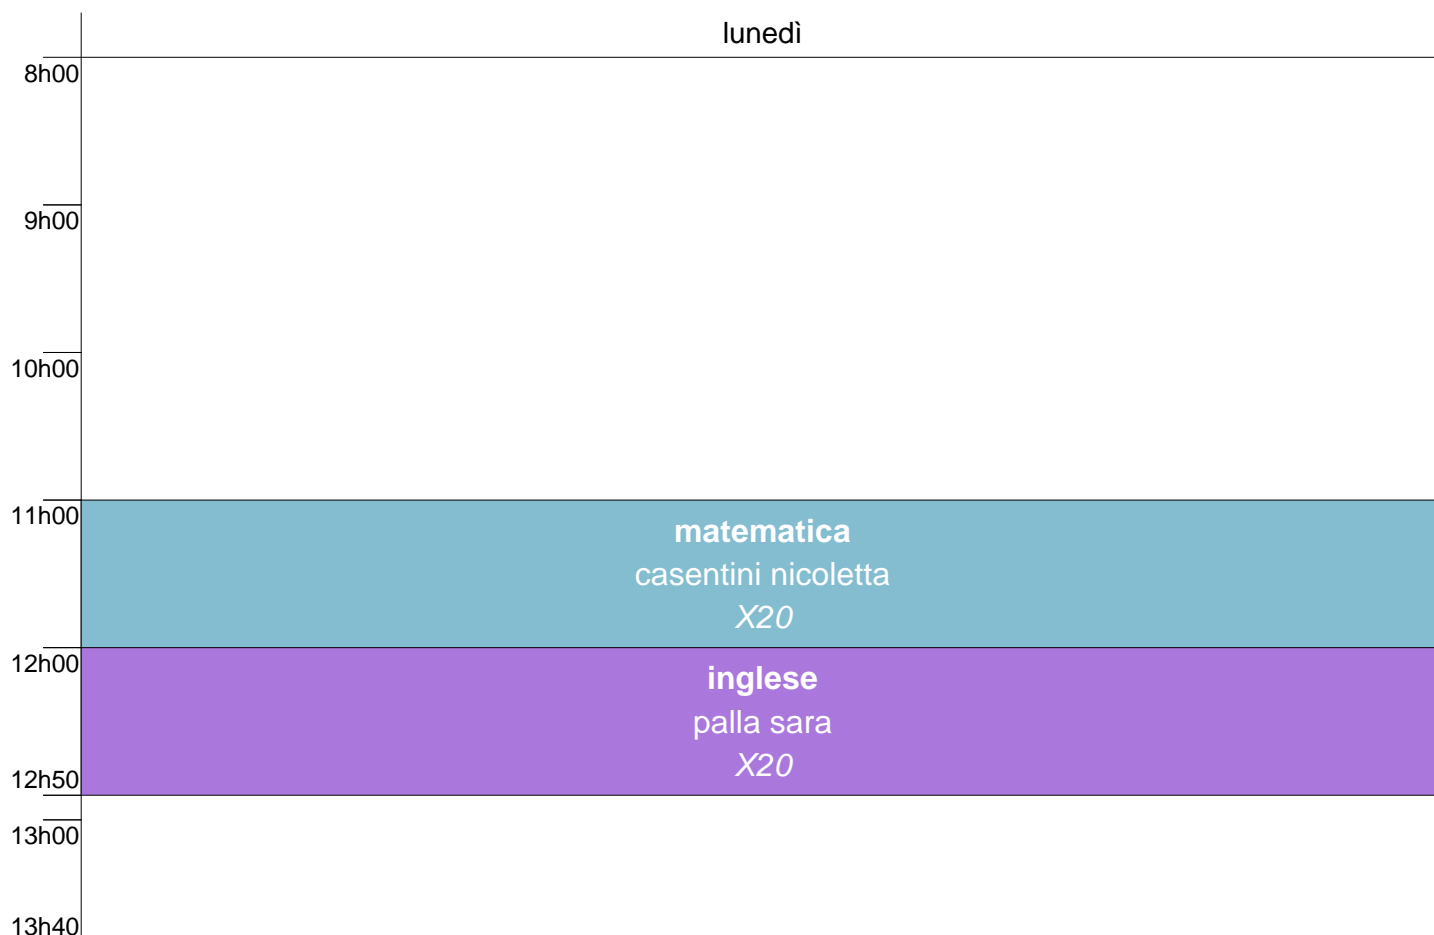 lunedì
8h00
9h00
10h00
11h00
matematica
casentini nicoletta
X20
12h00
inglese
palla sara
X20
12h50
13h00
13h40